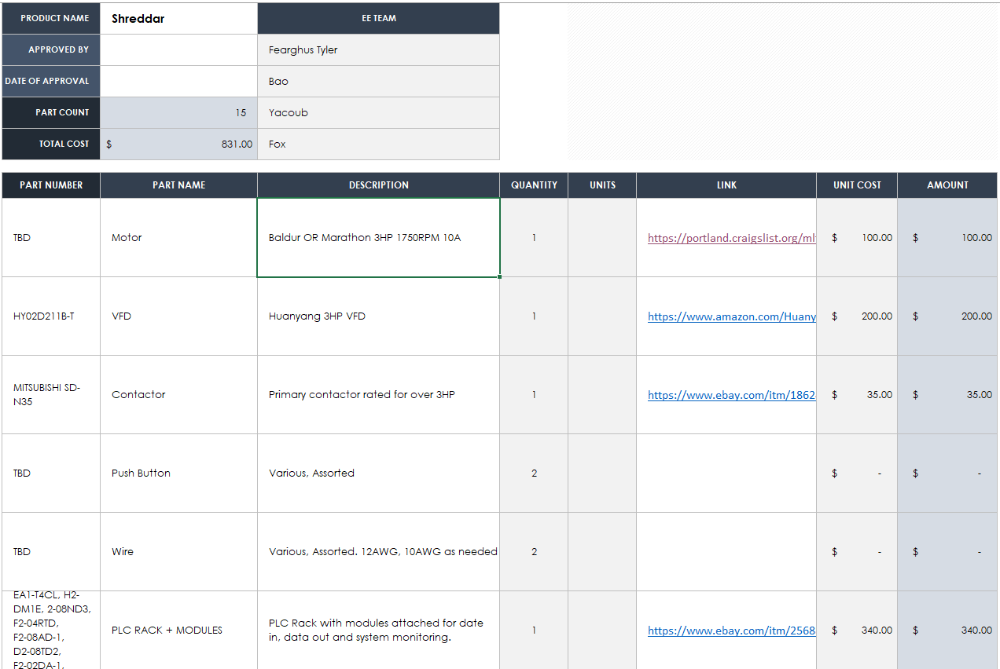 PRODUCT NAME Shreddar EE TEAM
APPROVED BY Fearghus Tyler
DATE OF APPROVAL Bao
PART COUNT 15 Yacoub
TOTAL COST $ 831.00 Fox
PART NUMBER PART NAME DESCRIPTION QUANTITY UNITS LINK UNIT COST AMOUNT
TBD Motor Baldur OR Marathon 3HP 1750RPM 10A 1 https://portland.craigslist.org/ml $ 100.00 $ 100.00
HY02D211B-T VFD Huanyang 3HP VFD 1 https://www.amazon.com/Huany $ 200.00 $ 200.00
MITSUBISHI SD-
N35
Contactor Primary contactor rated for over 3HP 1 https://www.ebay.com/itm/1862 $ 35.00 $ 35.00
TBD Push Button Various, Assorted 2 $ - $ -
TBD Wire Various, Assorted. 12AWG, 10AWG as needed 2 $ - $ -
EA1-T4CL, H2-
DM1E, 2-08ND3,
F2-04RTD,
F2-08AD-1,
D2-08TD2,
F2-02DA-1,
PLC RACK + MODULES
PLC Rack with modules attached for date
in, data out and system monitoring.
1 https://www.ebay.com/itm/2568 $ 340.00 $ 340.00